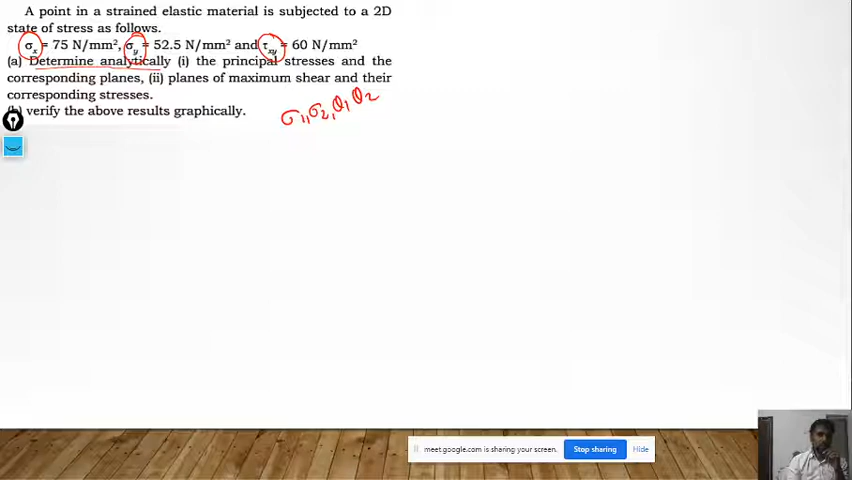 A point in a strained elastic material is subjected to a 2D
state of stress as follows.
σx = 75 N/mm², σy = 52.5 N/mm² and τxy = 60 N/mm²
(a) Determine analytically (i) the principal stresses and the
corresponding planes, (ii) planes of maximum shear and their
corresponding stresses.
(b) verify the above results graphically.
σ1, σ2, θ1 θ2
meet.google.com is sharing your screen.
Stop sharing
Hide